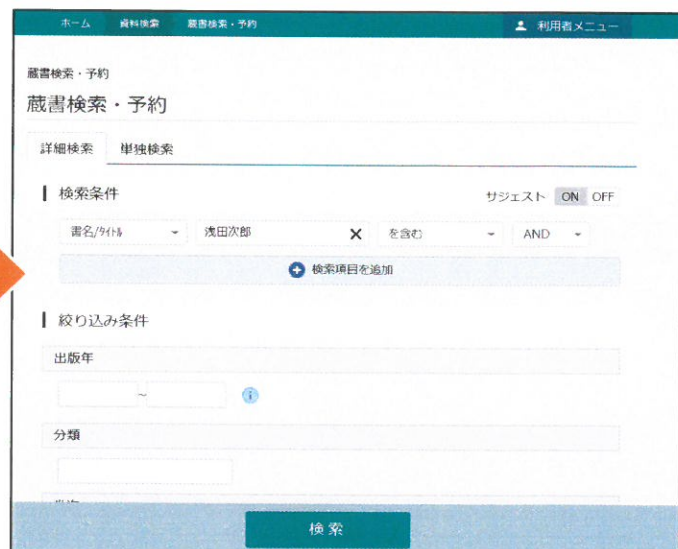 ホーム 資料検索 蔵書検索・予約 利用者メニュー
蔵書検索・予約
蔵書検索・予約
詳細検索 単独検索
検索条件 サジェスト ON OFF
書名/タイトル 浅田次郎 を含む AND
検索項目を追加
絞り込み条件
出版年
~
分類
検索